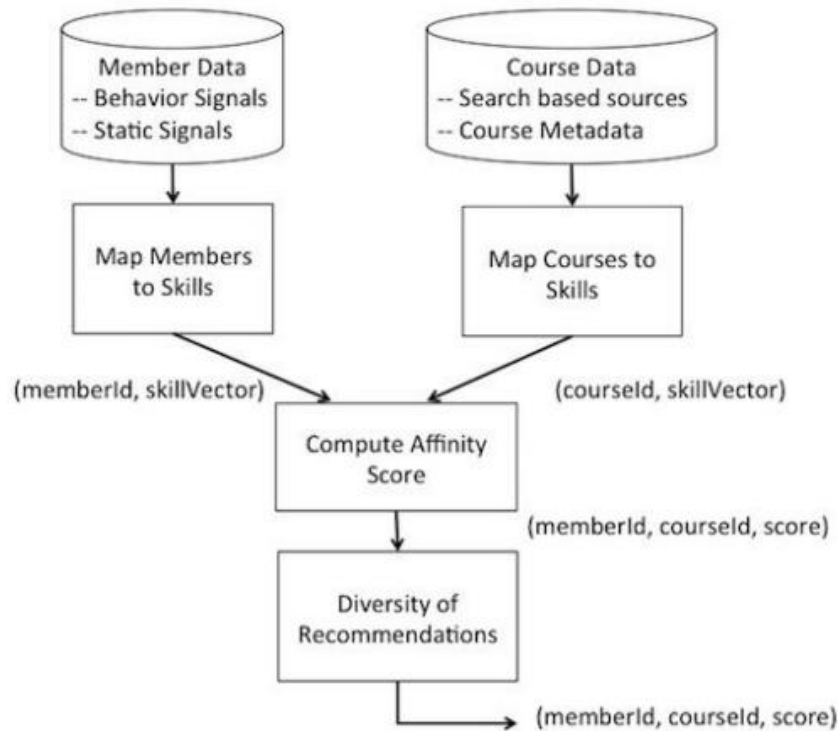 Member Data
-- Behavior Signals
-- Static Signals
Course Data
-- Search based sources
-- Course Metadata
Map Members
to Skills
Map Courses to
Skills
(memberId, skillVector)
(courseId, skillVector)
Compute Affinity
Score
(memberId, courseId, score)
Diversity of
Recommendations
(memberId, courseId, score)